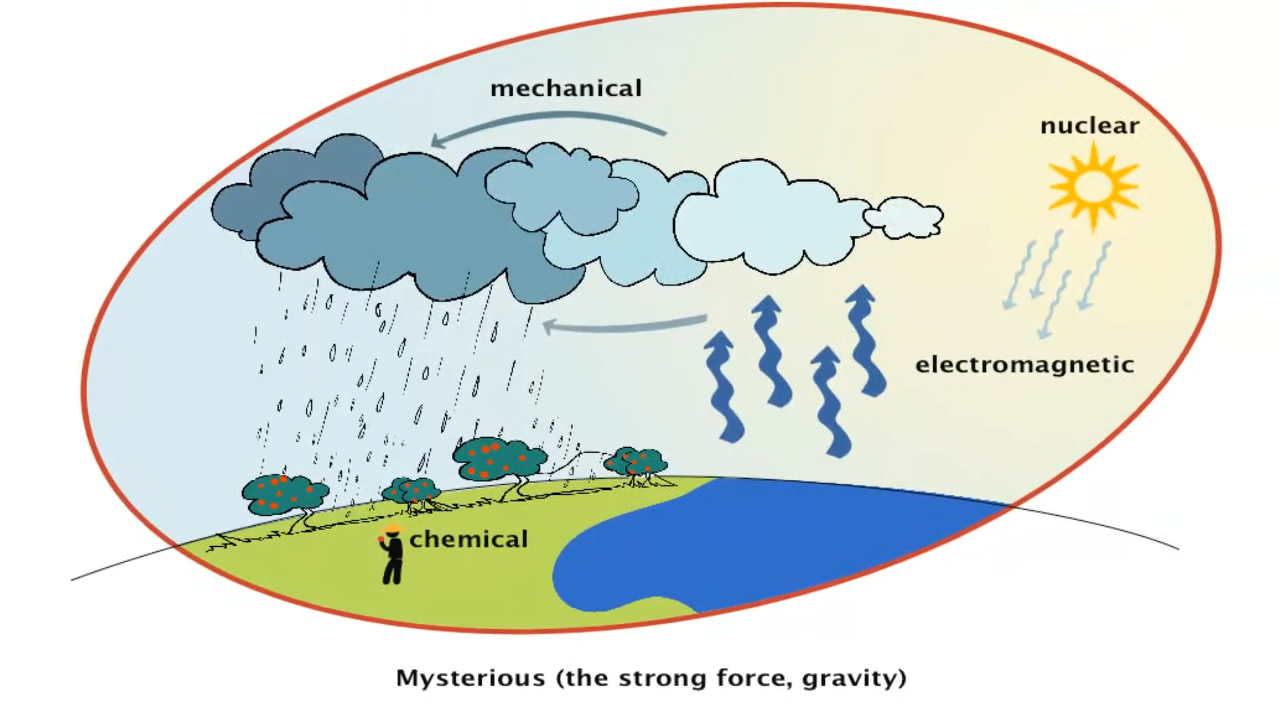 mechanical
nuclear
electromagnetic
chemical
Mysterious (the strong force, gravity)